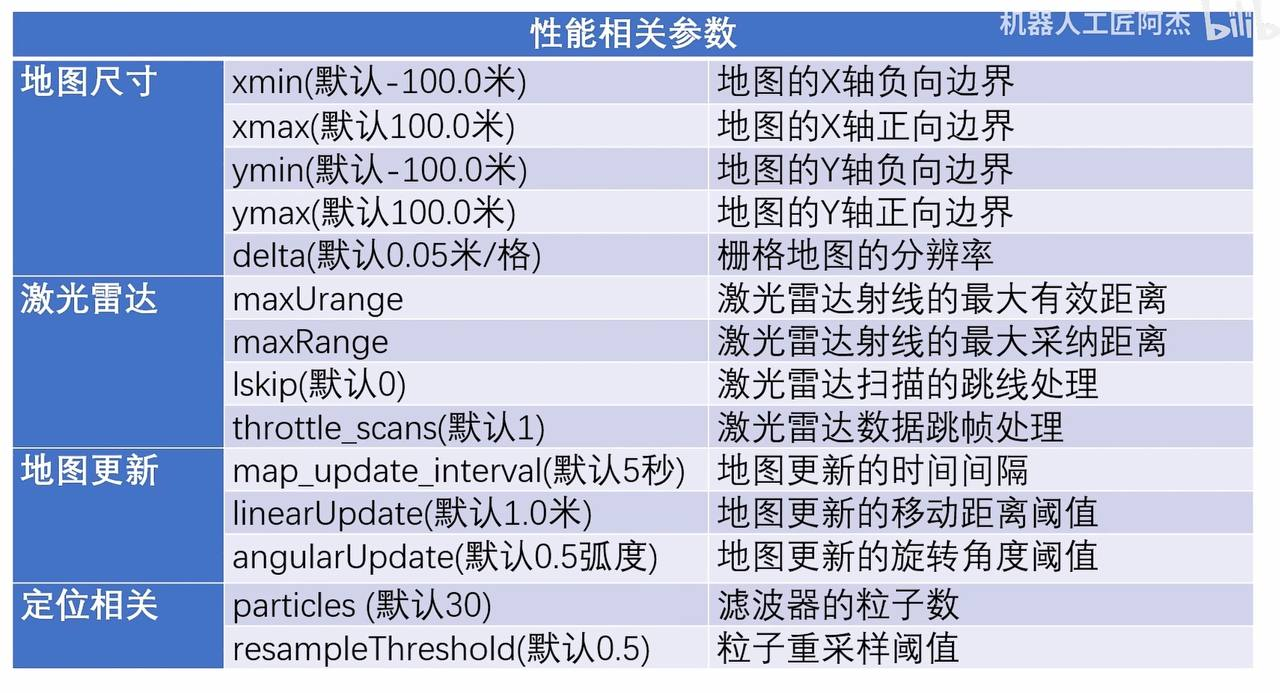 机器人工匠阿杰 bilib
性能相关参数
地图尺寸 xmin(默认-100.0米) 地图的X轴负向边界
xmax(默认100.0米) 地图的X轴正向边界
ymin(默认-100.0米) 地图的Y轴负向边界
ymax(默认100.0米) 地图的Y轴正向边界
delta(默认0.05米/格) 栅格地图的分辨率
激光雷达 maxUrange 激光雷达射线的最大有效距离
maxRange 激光雷达射线的最大采纳距离
lskip(默认0) 激光雷达扫描的跳线处理
throttle_scans(默认1) 激光雷达数据跳帧处理
地图更新 map_update_interval(默认5秒) 地图更新的时间间隔
linearUpdate(默认1.0米) 地图更新的移动距离阈值
angularUpdate(默认0.5弧度) 地图更新的旋转角度阈值
定位相关 particles (默认30) 滤波器的粒子数
resampleThreshold(默认0.5) 粒子重采样阈值